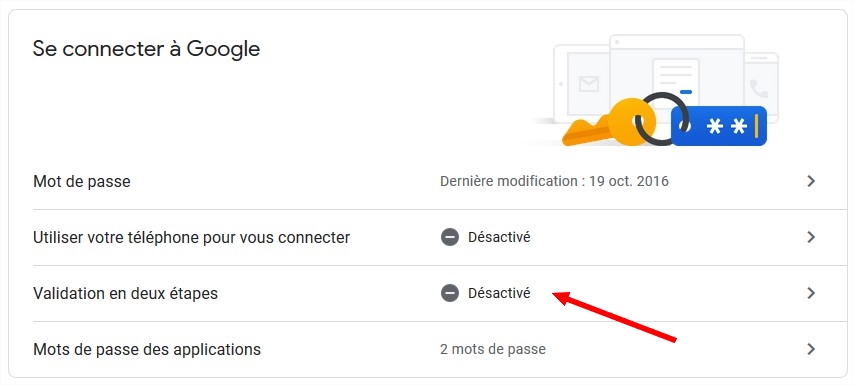 Se connecter à Google
**
Mot de passe Dernière modification : 19 oct. 2016
Utiliser votre téléphone pour vous connecter Désactivé
Validation en deux étapes Désactivé
Mots de passe des applications 2 mots de passe